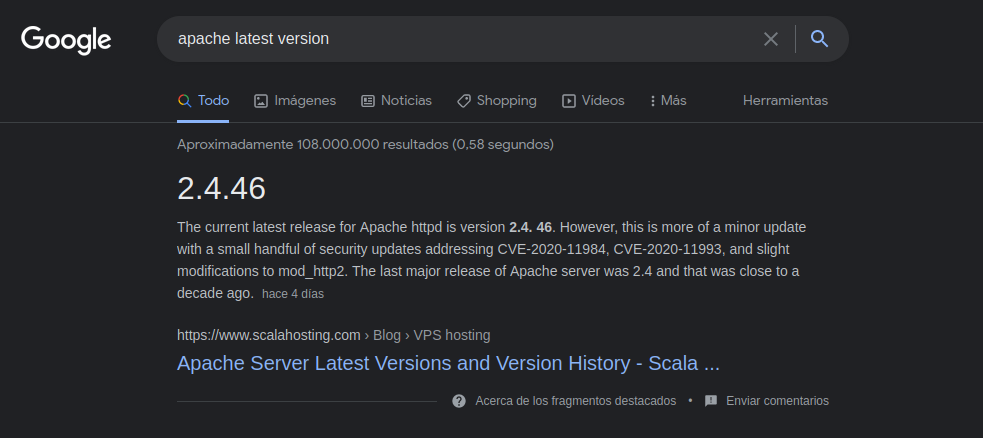 Google
apache latest version
Todo Imágenes Noticias Shopping Vídeos Más Herramientas
Aproximadamente 108.000.000 resultados (0,58 segundos)
2.4.46
The current latest release for Apache httpd is version 2.4. 46. However, this is more of a minor update
with a small handful of security updates addressing CVE-2020-11984, CVE-2020-11993, and slight
modifications to mod_http2. The last major release of Apache server was 2.4 and that was close to a
decade ago. hace 4 días
https://www.scalahosting.com › Blog › VPS hosting
Apache Server Latest Versions and Version History - Scala ...
Acerca de los fragmentos destacados • Enviar comentarios